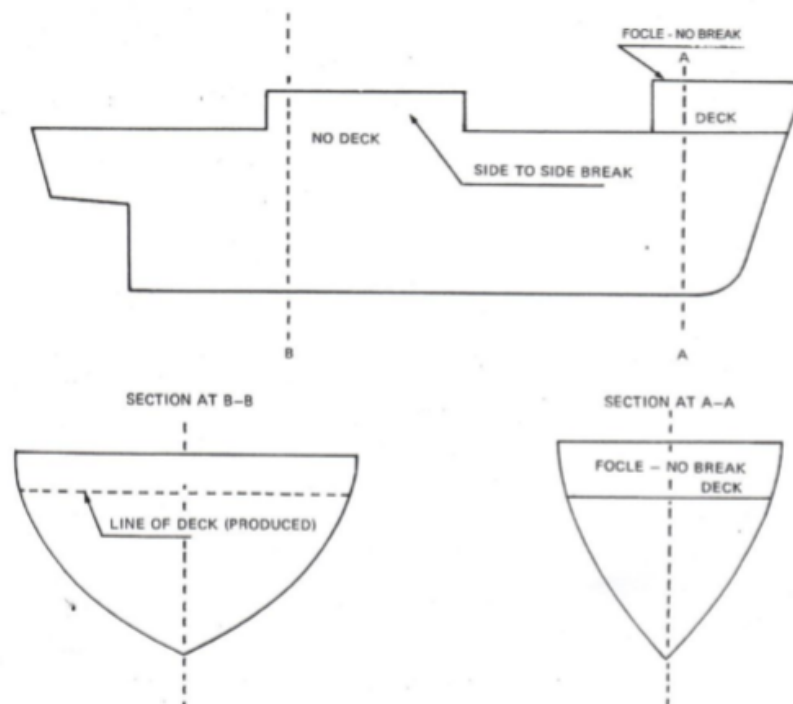 FOCLE - NO BREAK
A
DECK
NO DECK
SIDE TO SIDE BREAK
B
A
SECTION AT B-B
SECTION AT A-A
FOCLE - NO BREAK
DECK
LINE OF DECK (PRODUCED)